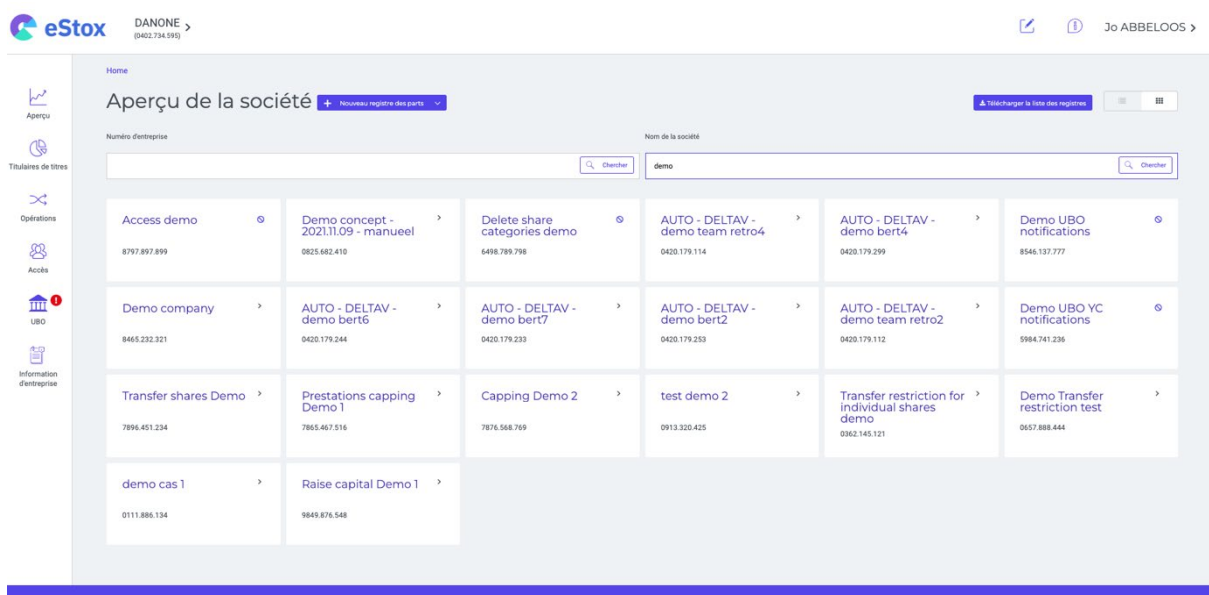 eStox
DANONE
(0402.734.595)
Jo ABBELOOS
Home
Aperçu de la société
+ Nouveau registre des parts
Télécharger la liste des registres
Numéro d'entreprise
Nom de la société
Chercher
demo
Chercher
Aperçu
Titulaires de titres
Opérations
Accès
1
UBO
Information
d'entreprise
Access demo
8797.897.899
Demo concept -
2021.11.09 - manueel
0825.682.410
Delete share
categories demo
6498.789.798
AUTO - DELTAV -
demo team retro4
0420.179.114
AUTO - DELTAV -
demo bert4
0420.179.299
Demo UBO
notifications
8546.137.777
Demo company
8465.232.321
AUTO - DELTAV -
demo bert6
0420.179.244
AUTO - DELTAV -
demo bert7
0420.179.233
AUTO - DELTAV -
demo bert2
0420.179.253
AUTO - DELTAV -
demo team retro2
0420.179.112
Demo UBO YC
notifications
5984.741.236
Transfer shares Demo
7896.451.234
Prestations capping
Demo 1
7865.467.516
Capping Demo 2
7876.568.769
test demo 2
0913.320.425
Transfer restriction for
individual shares
demo
0362.145.121
Demo Transfer
restriction test
0657.888.444
demo cas 1
0111.886.134
Raise capital Demo 1
9849.876.548